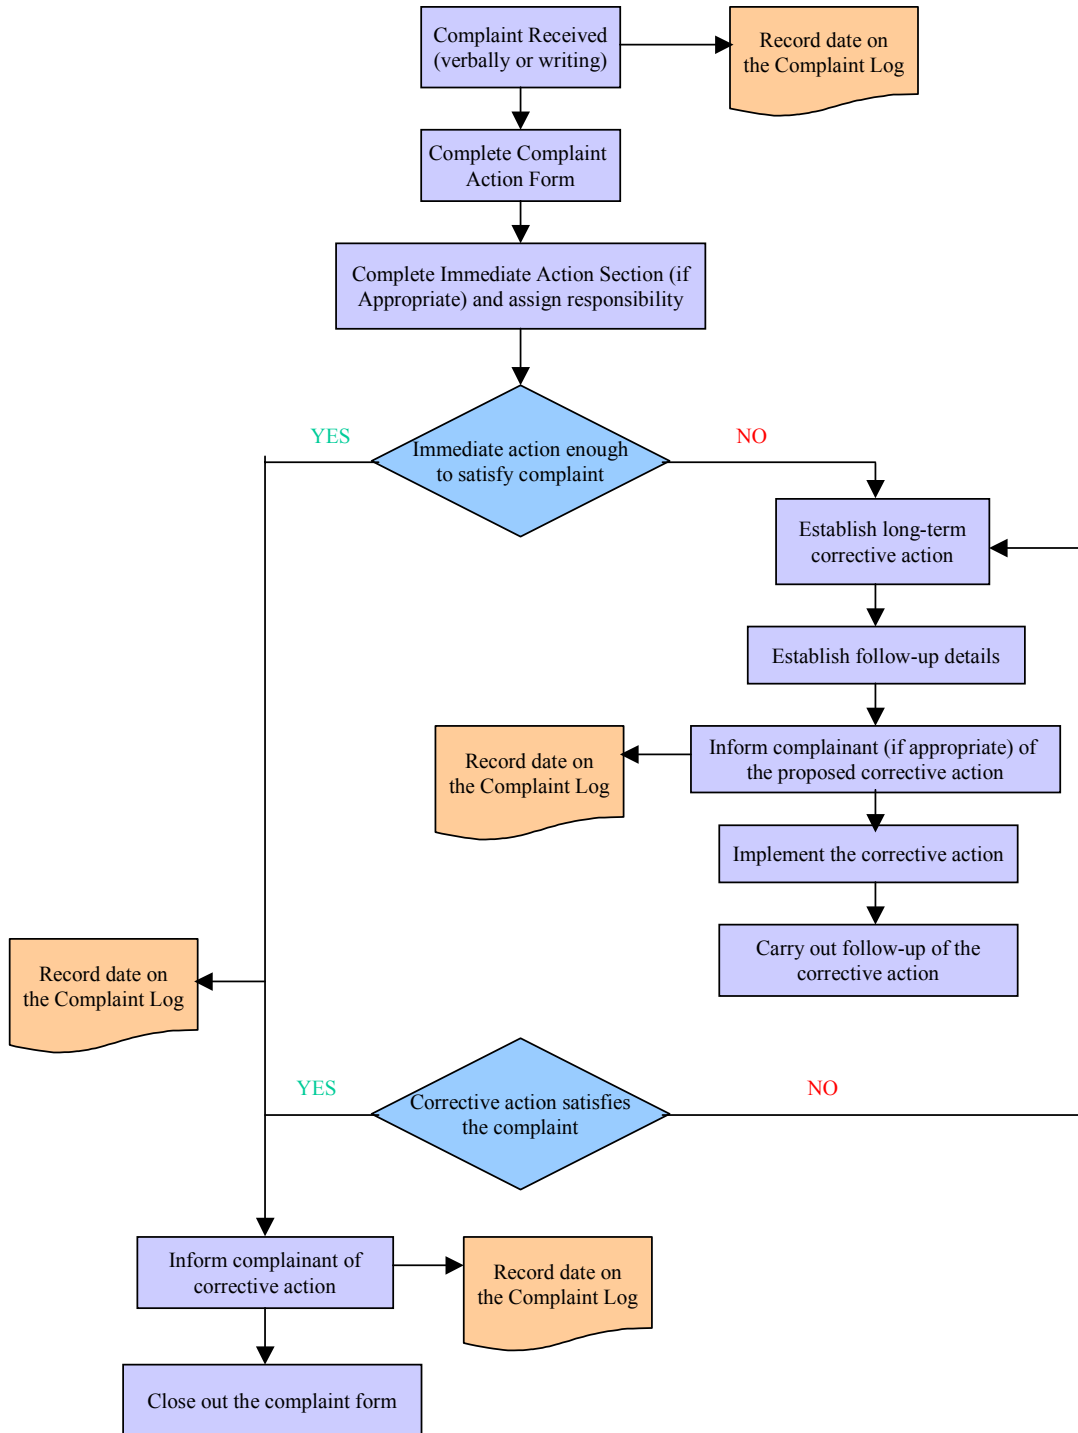 Complaint Received
(verbally or writing)
Record date on
the Complaint Log
Complete Complaint
Action Form
Complete Immediate Action Section (if
Appropriate) and assign responsibility
YES
Immediate action enough
to satisfy complaint
NO
Establish long-term
corrective action
Establish follow-up details
Inform complainant (if appropriate) of
the proposed corrective action
Record date on
the Complaint Log
Implement the corrective action
Carry out follow-up of the
corrective action
Record date on
the Complaint Log
YES
Corrective action satisfies
the complaint
NO
Inform complainant of
corrective action
Record date on
the Complaint Log
Close out the complaint form